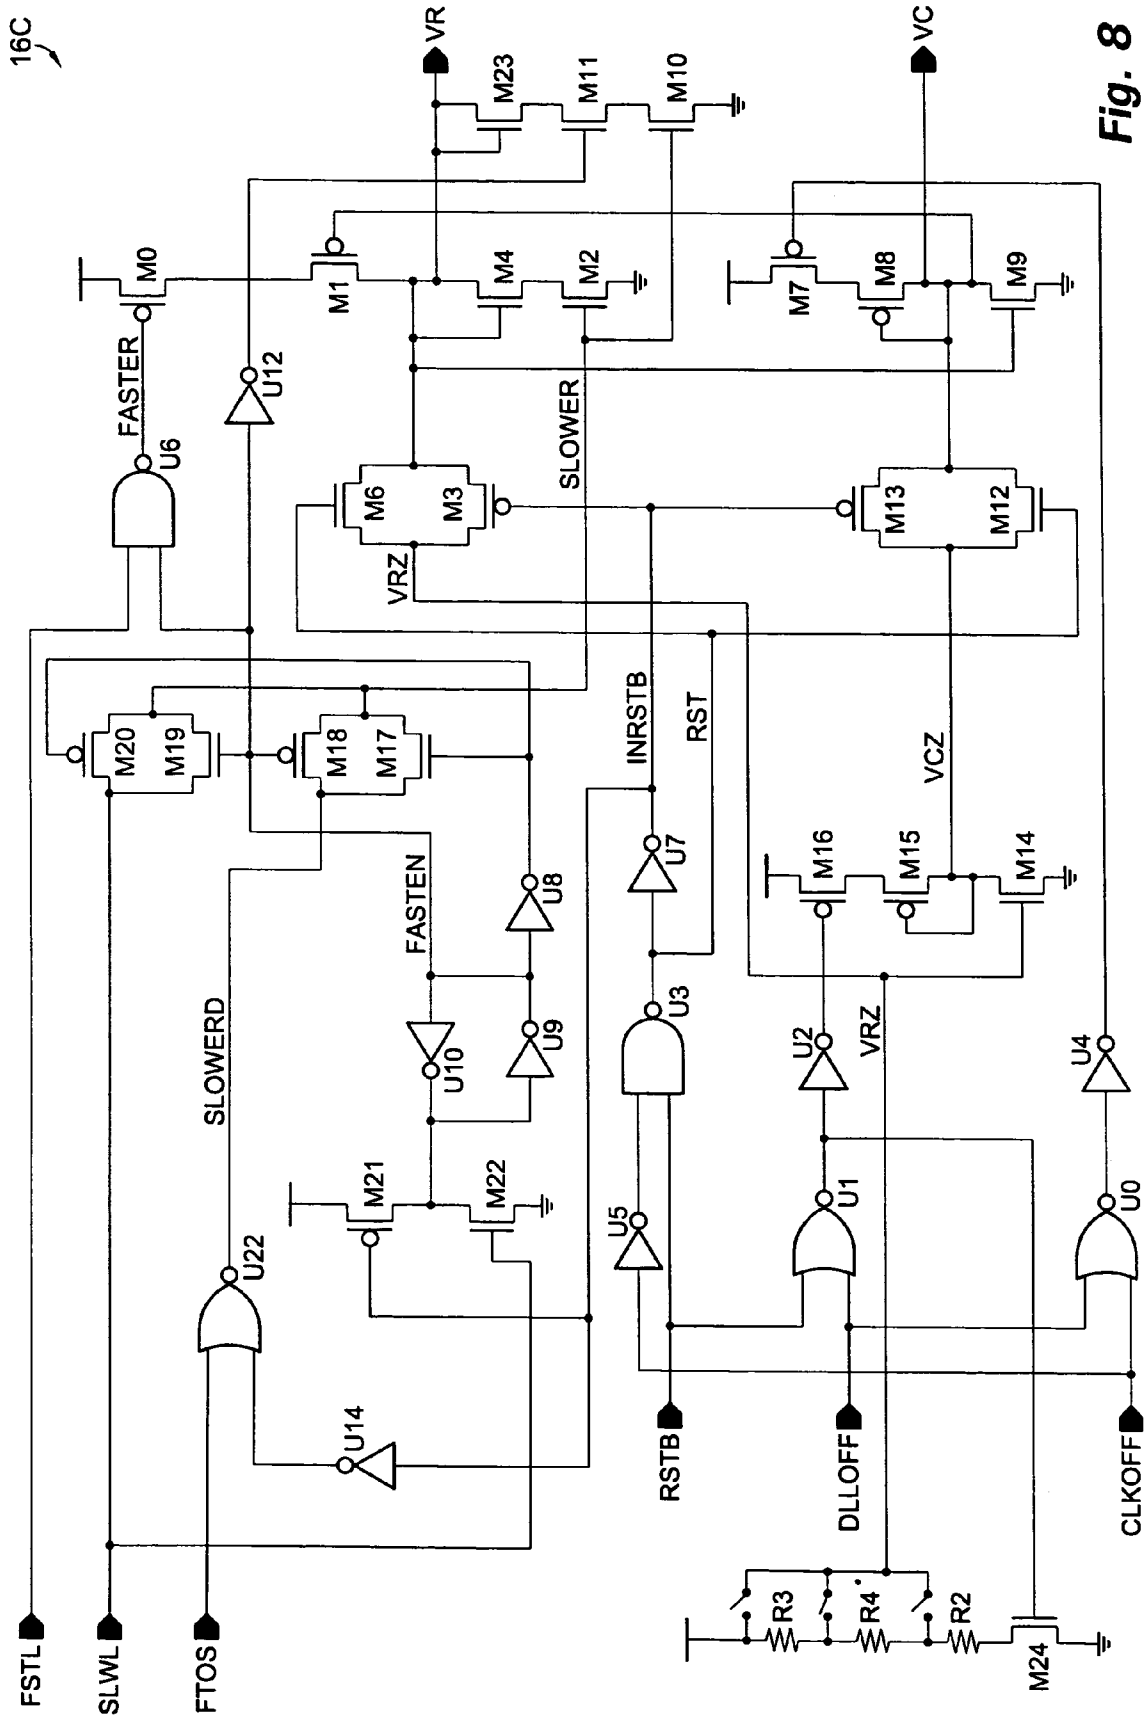 16C
VR
VC
Fig. 8
M23
M11
M10
M0
M1
M4
M2
M7
M8
M9
FASTER
U12
U6
SLOWER
M6
M3
VRZ
M13
M12
M20
M19
M18
M17
INRSTB
RST
VCZ
FASTEN
U8
U7
M16
M15
M14
SLOWERD
U10
U9
U3
U2
VRZ
U4
M21
M22
U22
U5
U1
U0
U14
FSTL
SLWL
FTOS
RSTB
DLLOFF
CLKOFF
R3
R4
R2
M24